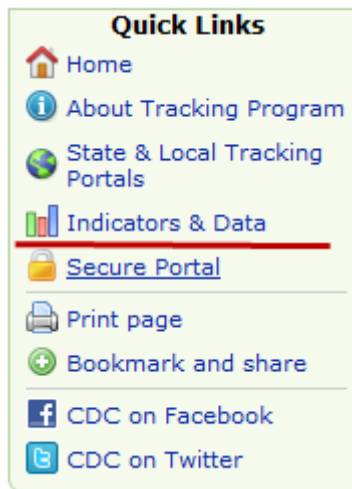 Quick Links
Home
About Tracking Program
State & Local Tracking
Portals
Indicators & Data
Secure Portal
Print page
Bookmark and share
CDC on Facebook
CDC on Twitter